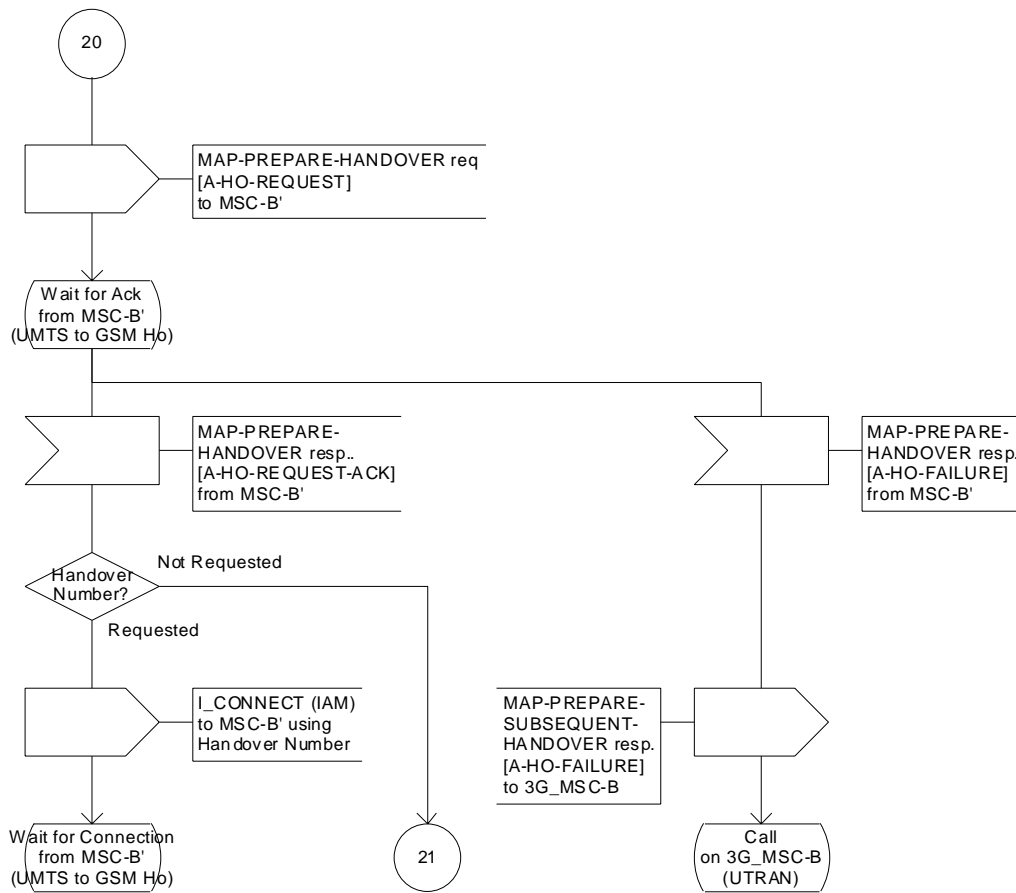 20
MAP-PREPARE-HANDOVER req
[A-HO-REQUEST]
to MSC-B'
Wait for Ack
from MSC-B'
(UMTS to GSM Ho)
MAP-PREPARE-
HANDOVER resp..
[A-HO-REQUEST-ACK]
from MSC-B'
MAP-PREPARE-
HANDOVER resp.
[A-HO-FAILURE]
from MSC-B'
Handover
Number?
Not Requested
Requested
I_CONNECT (IAM)
to MSC-B' using
Handover Number
MAP-PREPARE-
SUBSEQUENT-
HANDOVER resp.
[A-HO-FAILURE]
to 3G_MSC-B
Wait for Connection
from MSC-B'
(UMTS to GSM Ho)
21
Call
on 3G_MSC-B
(UTRAN)